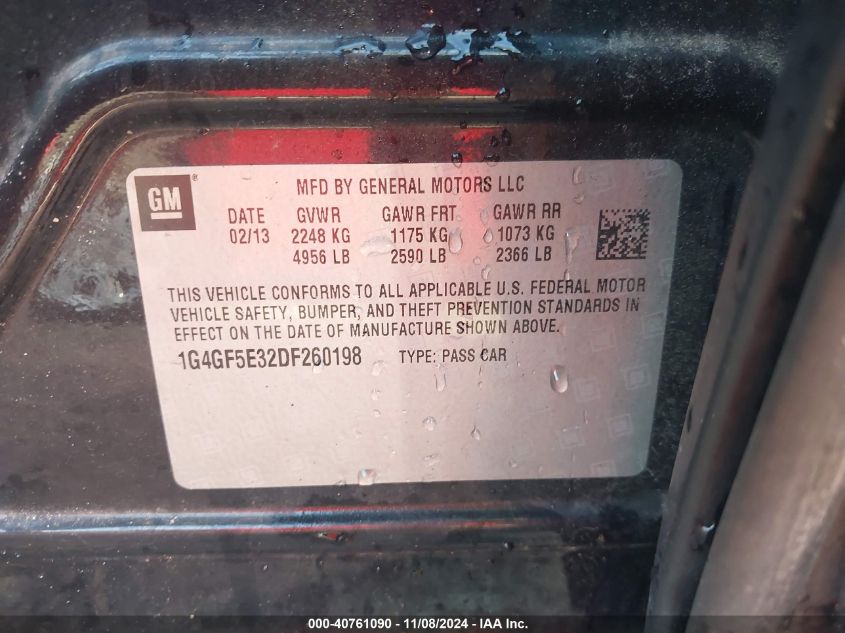 GM ®
MFD BY GENERAL MOTORS LLC
DATE GVWR GAWR FRT GAWR RR
02/13 2248 KG 1175 KG 1073 KG
4956 LB 2590 LB 2366 LB
THIS VEHICLE CONFORMS TO ALL APPLICABLE U.S. FEDERAL MOTOR
VEHICLE SAFETY, BUMPER, AND THEFT PREVENTION STANDARDS IN
EFFECT ON THE DATE OF MANUFACTURE SHOWN ABOVE.
1G4GF5E32DF260198 TYPE: PASS CAR
000-40761090 - 11/08/2024 - IAA Inc.